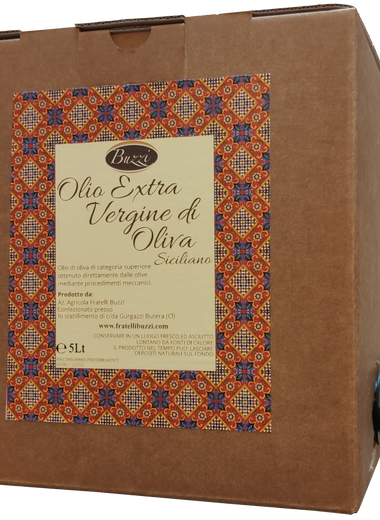 Buzzi
Olio Extra
Vergine di
Oliva
Siciliano
Olio di oliva di categoria superiore
ottenuto direttamente dalle olive
mediante procedimenti meccanici.
Prodotto da:
Az. Agricola Fratelli Buzzi
Confezionato presso
lo stabilimento di c/da Gurgazzi Butera (Cl)
www.fratellibuzzi.com
CONSERVARE IN UN LUOGO FRESCO ED ASCIUTTO
LONTANO DA FONTI DI CALORE
IL PRODOTTO NEL TEMPO PUO' LASCIARE
DEPOSITI NATURALI SUL FONDO
℮ 5Lt